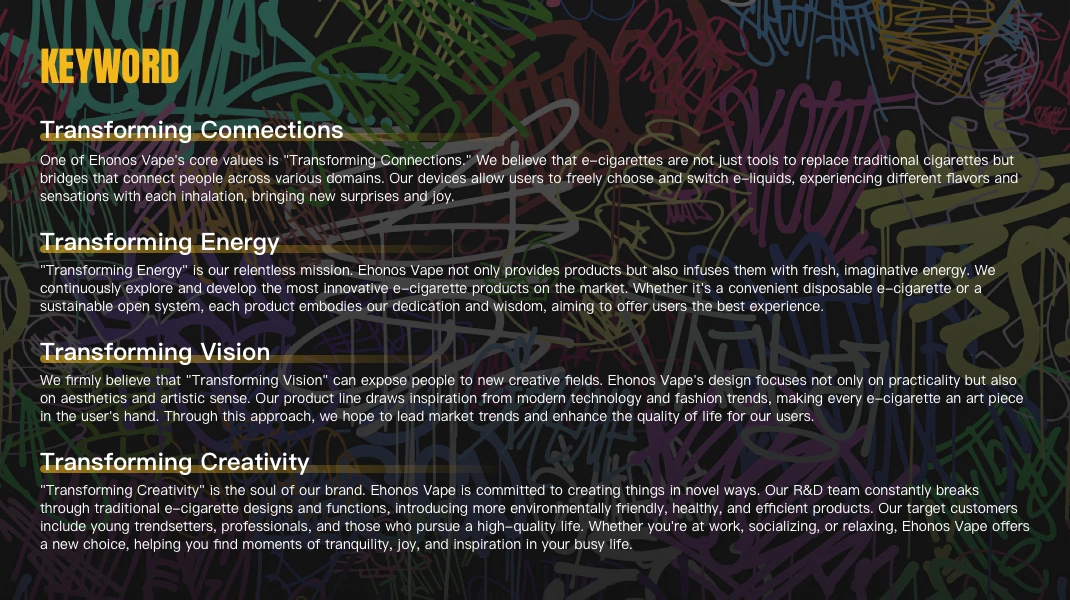 KEYWORD
Transforming Connections
One of Ehonos Vape's core values is "Transforming Connections." We believe that e-cigarettes are not just tools to replace traditional cigarettes but
bridges that connect people across various domains. Our devices allow users to freely choose and switch e-liquids, experiencing different flavors and
sensations with each inhalation, bringing new surprises and joy.
Transforming Energy
"Transforming Energy" is our relentless mission. Ehonos Vape not only provides products but also infuses them with fresh, imaginative energy. We
continuously explore and develop the most innovative e-cigarette products on the market. Whether it's a convenient disposable e-cigarette or a
sustainable open system, each product embodies our dedication and wisdom, aiming to offer users the best experience.
Transforming Vision
We firmly believe that "Transforming Vision" can expose people to new creative fields. Ehonos Vape's design focuses not only on practicality but also
on aesthetics and artistic sense. Our product line draws inspiration from modern technology and fashion trends, making every e-cigarette an art piece
in the user's hand. Through this approach, we hope to lead market trends and enhance the quality of life for our users.
Transforming Creativity
"Transforming Creativity" is the soul of our brand. Ehonos Vape is committed to creating things in novel ways. Our R&D team constantly breaks
through traditional e-cigarette designs and functions, introducing more environmentally friendly, healthy, and efficient products. Our target customers
include young trendsetters, professionals, and those who pursue a high-quality life. Whether you're at work, socializing, or relaxing, Ehonos Vape offers
a new choice, helping you find moments of tranquility, joy, and inspiration in your busy life.